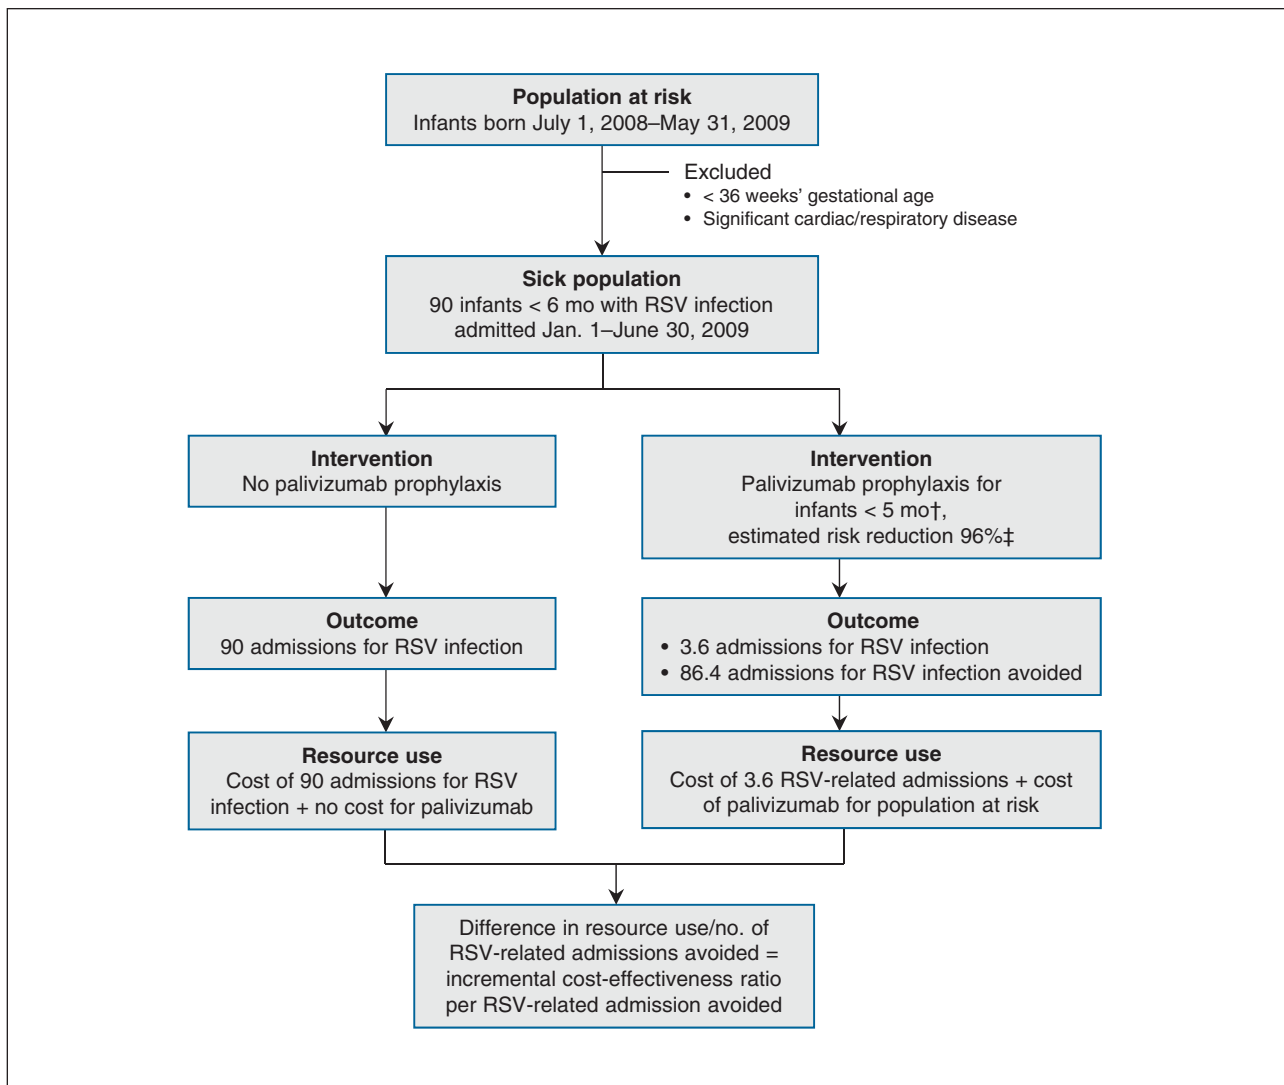 Population at risk
Infants born July 1, 2008–May 31, 2009
Excluded
• < 36 weeks’ gestational age
• Significant cardiac/respiratory disease
Sick population
90 infants < 6 mo with RSV infection
admitted Jan. 1–June 30, 2009
Intervention
No palivizumab prophylaxis
Intervention
Palivizumab prophylaxis for
infants < 5 mo†,
estimated risk reduction 96%‡
Outcome
90 admissions for RSV infection
Outcome
• 3.6 admissions for RSV infection
• 86.4 admissions for RSV infection avoided
Resource use
Cost of 90 admissions for RSV
infection + no cost for palivizumab
Resource use
Cost of 3.6 RSV-related admissions + cost
of palivizumab for population at risk
Difference in resource use/no. of
RSV-related admissions avoided =
incremental cost-effectiveness ratio
per RSV-related admission avoided